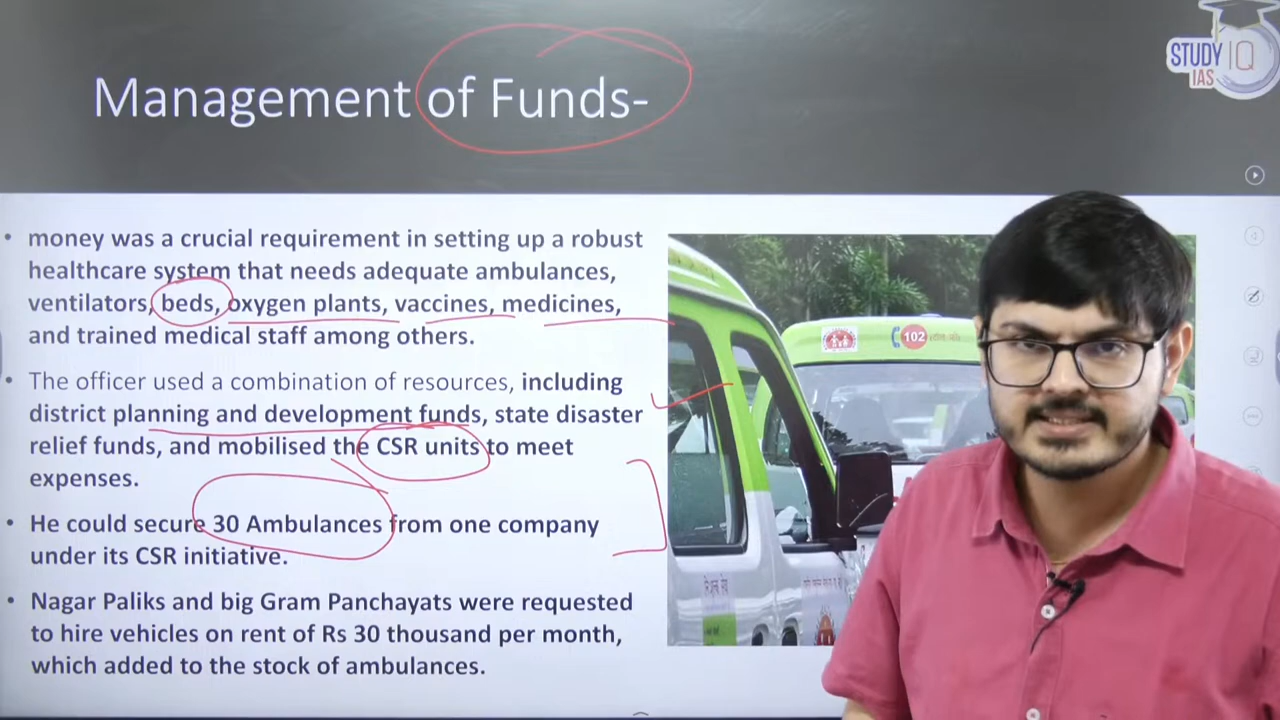 Management of Funds-
STUDY IQ
IAS
• money was a crucial requirement in setting up a robust
healthcare system that needs adequate ambulances,
ventilators, beds, oxygen plants, vaccines, medicines,
and trained medical staff among others.
• The officer used a combination of resources, including
district planning and development funds, state disaster
relief funds, and mobilised the CSR units to meet
expenses.
• He could secure 30 Ambulances from one company
under its CSR initiative.
• Nagar Paliks and big Gram Panchayats were requested
to hire vehicles on rent of Rs 30 thousand per month,
which added to the stock of ambulances.
102